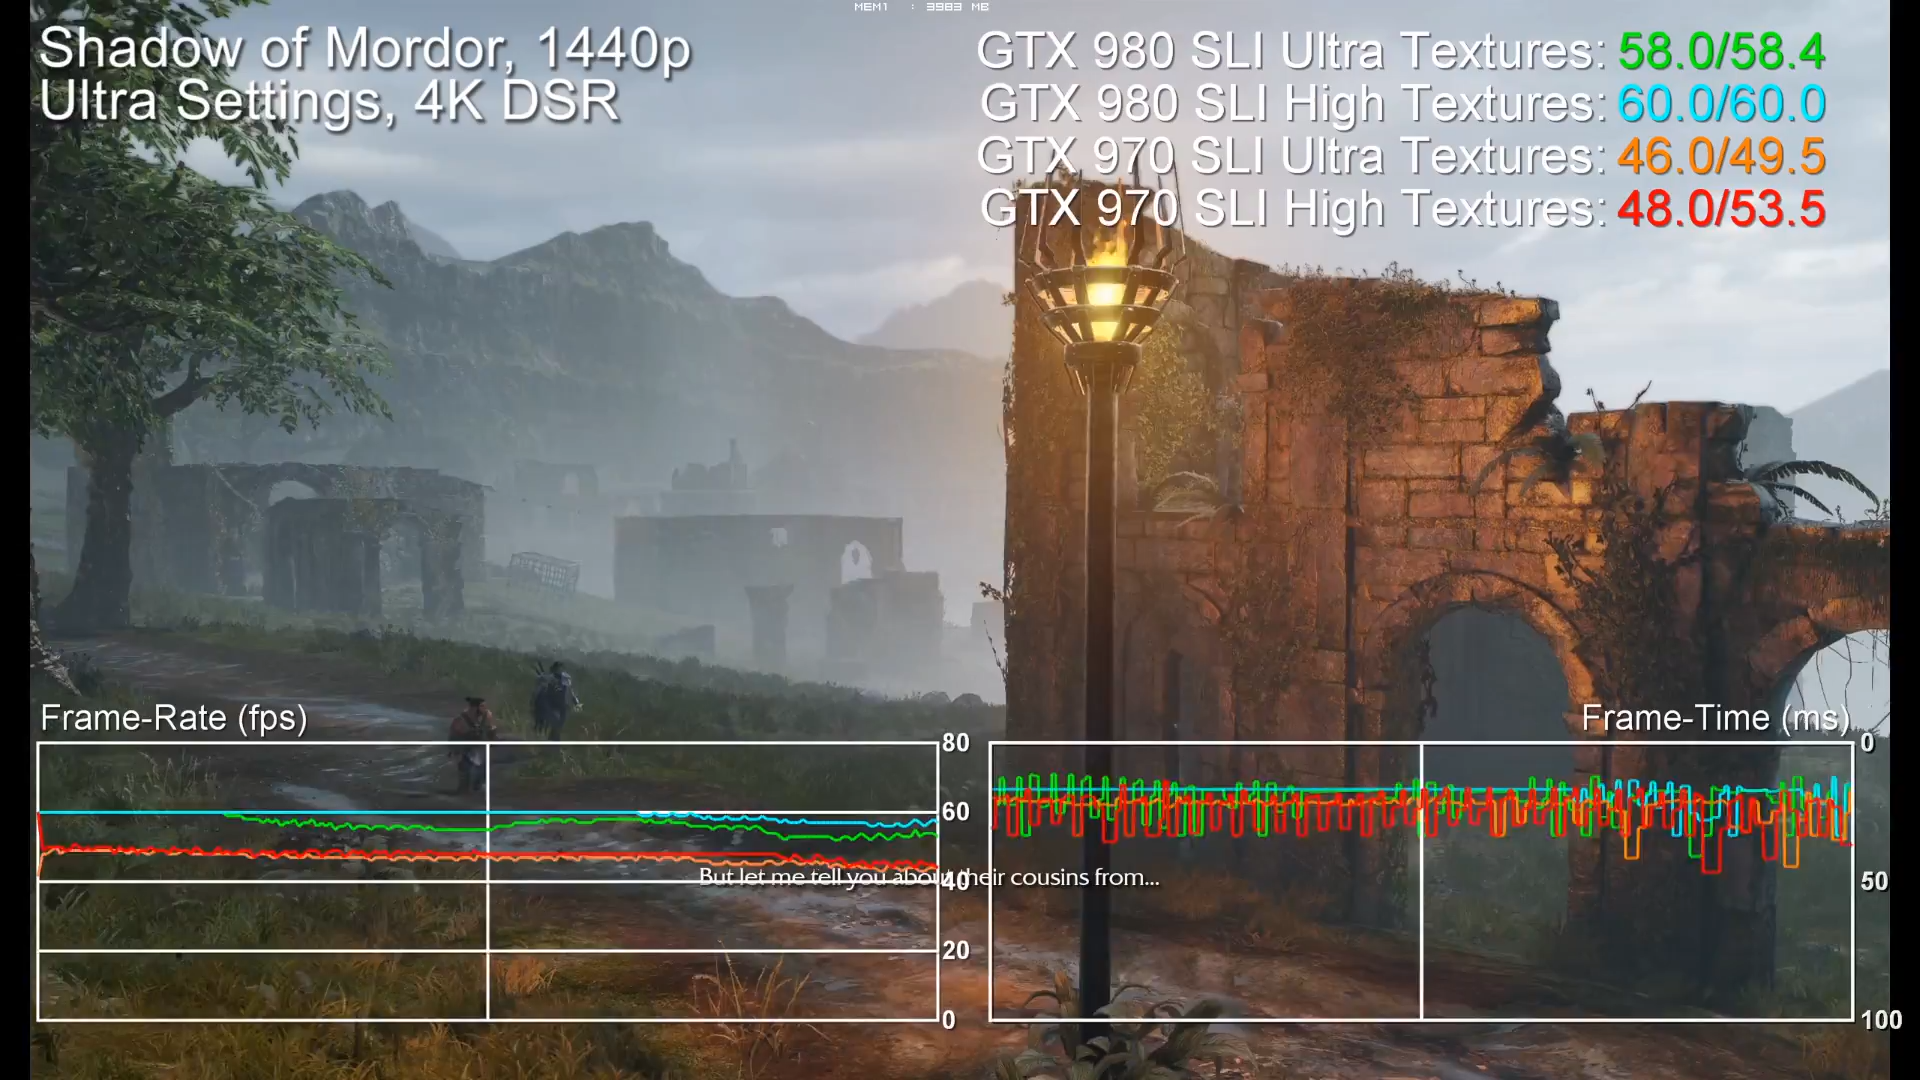 MEM1 : 3983 MB
Shadow of Mordor, 1440p
Ultra Settings, 4K DSR
GTX 980 SLI Ultra Textures: 58.0/58.4
GTX 980 SLI High Textures: 60.0/60.0
GTX 970 SLI Ultra Textures: 46.0/49.5
GTX 970 SLI High Textures: 48.0/53.5
Frame-Rate (fps)
80
60
40
20
0
Frame-Time (ms)
0
50
100
But let me tell you about their cousins from...